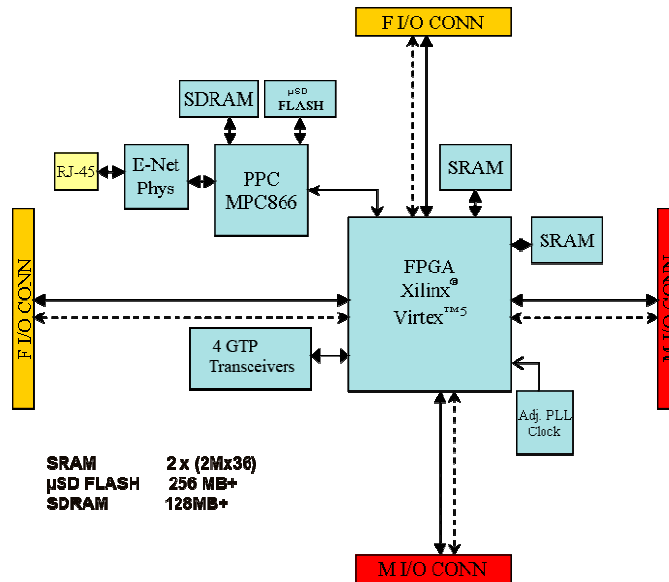 F I/O CONN
SDRAM
µSD
FLASH
RJ-45
E-Net
Phys
PPC
MPC866
SRAM
SRAM
FPGA
Xilinx®
Virtex™5
F I/O CONN
M I/O CONN
4 GTP
Transceivers
Adj. PLL
Clock
SRAM 2 x (2Mx36)
µSD FLASH 256 MB+
SDRAM 128MB+
M I/O CONN